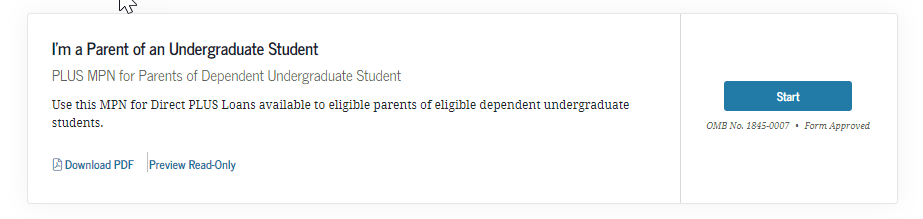 I'm a Parent of an Undergraduate Student
PLUS MPN for Parents of Dependent Undergraduate Student
Use this MPN for Direct PLUS Loans available to eligible parents of eligible dependent undergraduate
students.
Download PDF Preview Read-Only
Start
OMB No. 1845-0007 • Form Approved